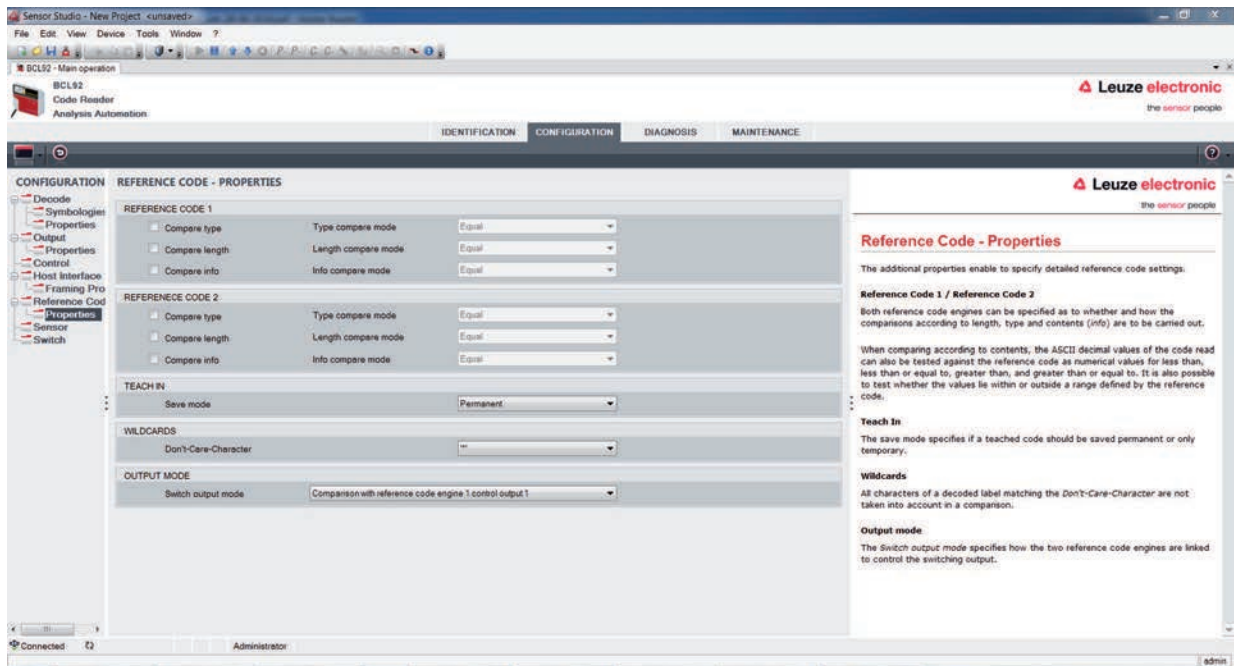 Sensor Studio - New Project <unsaved>
File Edit View Device Tools Window ?
BCL92 - Main operation
BCL92
Code Reader
Analysis Automation
Leuze electronic
the sensor people
IDENTIFICATION CONFIGURATION DIAGNOSIS MAINTENANCE
CONFIGURATION
Decode
Symbologies
Properties
Output
Properties
Control
Host Interface
Framing Pro
Reference Cod
Properties
Sensor
Switch
REFERENCE CODE - PROPERTIES
REFERENCE CODE 1
Compare type Type compare mode Equal
Compare length Length compare mode Equal
Compare info Info compare mode Equal
REFERENECE CODE 2
Compare type Type compare mode Equal
Compare length Length compare mode Equal
Compare info Info compare mode Equal
TEACH IN
Save mode Permanent
WILDCARDS
Don't-Care-Character
OUTPUT MODE
Switch output mode Comparison with reference code engine 1 control output 1
Leuze electronic
the sensor people
Reference Code - Properties
The additional properties enable to specify detailed reference code settings.
Reference Code 1 / Reference Code 2
Both reference code engines can be specified as to whether and how the
comparisons according to length, type and contents (info) are to be carried out.
When comparing according to contents, the ASCII decimal values of the code read
can also be tested against the reference code as numerical values for less than,
less than or equal to, greater than, and greater than or equal to. It is also possible
to test whether the values lie within or outside a range defined by the reference
code.
Teach In
The save mode specifies if a teached code should be saved permanent or only
temporary.
Wildcards
All characters of a decoded label matching the Don't-Care-Character are not
taken into account in a comparison.
Output mode
The Switch output mode specifies how the two reference code engines are linked
to control the switching output.
Connected Administrator
admin